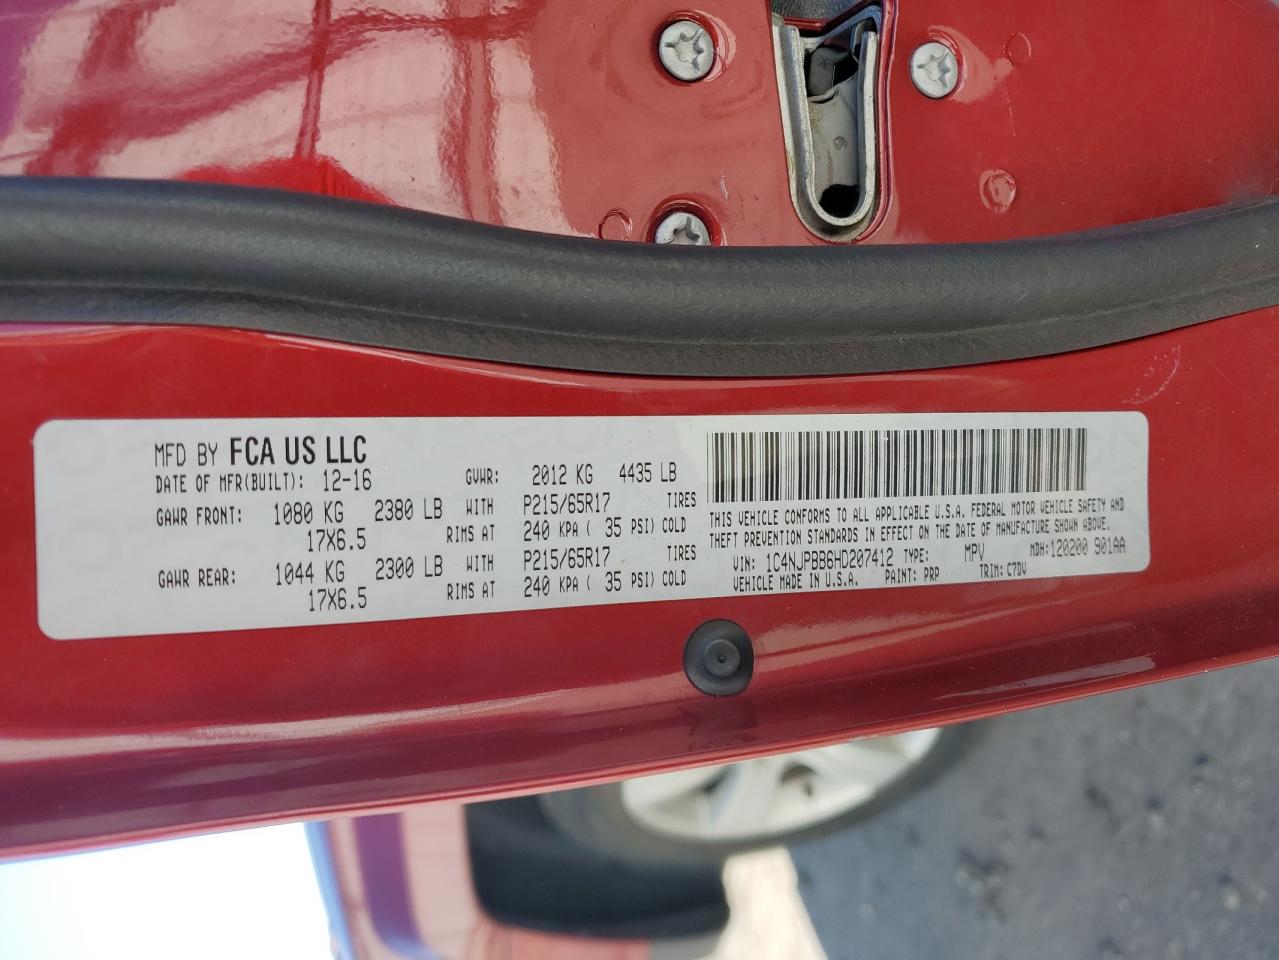 MFD BY FCA US LLC
DATE OF MFR(BUILT): 12-16 GVWR: 2012 KG 4435 LB
GAWR FRONT: 1080 KG 2380 LB WITH P215/65R17 TIRES
17X6.5 RIMS AT 240 KPA ( 35 PSI) COLD
GAWR REAR: 1044 KG 2300 LB WITH P215/65R17 TIRES
17X6.5 RIMS AT 240 KPA ( 35 PSI) COLD
THIS VEHICLE CONFORMS TO ALL APPLICABLE U.S.A. FEDERAL MOTOR VEHICLE SAFETY AND
THEFT PREVENTION STANDARDS IN EFFECT ON THE DATE OF MANUFACTURE SHOWN ABOVE.
VIN: 1C4NJPBB6HD207412 TYPE: MPV MDH:120200 901AA
VEHICLE MADE IN U.S.A. PAINT: PRP TRIM: C7DV